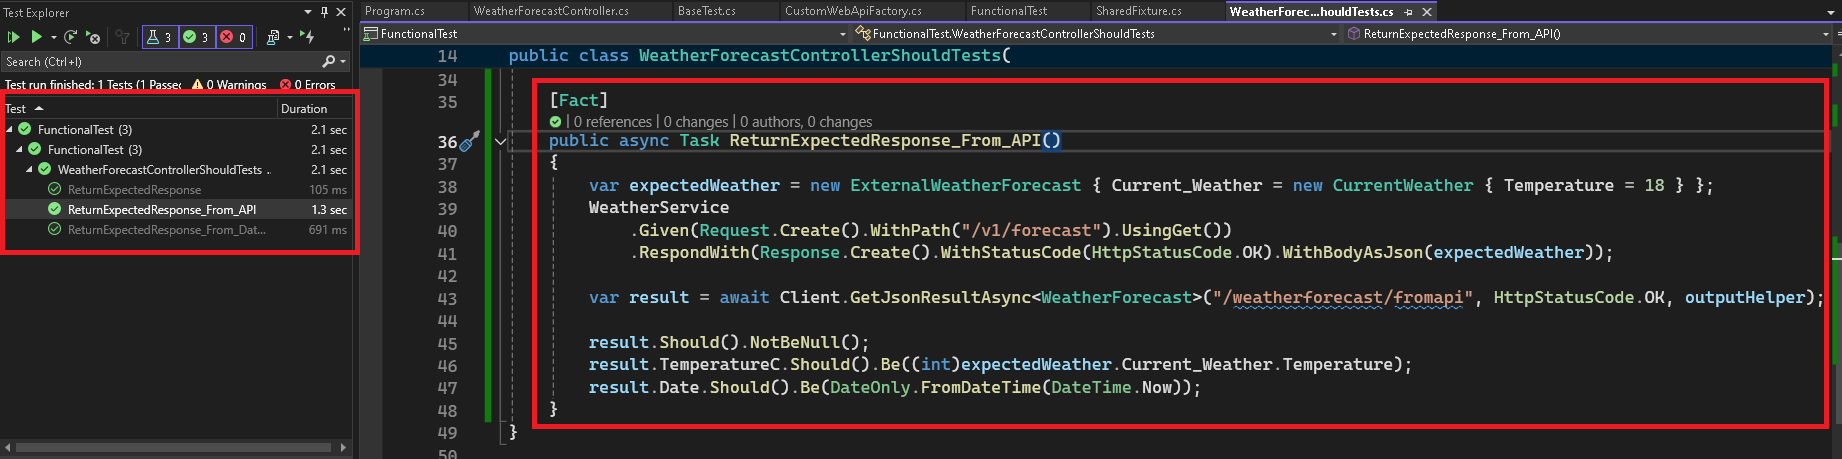 Test Explorer
3 3 0
Search (Ctrl+I)
Test run finished: 1 Tests (1 Passed 0 Warnings 0 Errors
Test Duration
FunctionalTest (3) 2.1 sec
FunctionalTest (3) 2.1 sec
WeatherForecastControllerShouldTests .. 2.1 sec
ReturnExpectedResponse 105 ms
ReturnExpectedResponse_From_API 1.3 sec
ReturnExpectedResponse_From_Dat... 691 ms
Program.cs WeatherForecastController.cs BaseTest.cs CustomWebApiFactory.cs FunctionalTest SharedFixture.cs WeatherForec...houldTests.cs
FunctionalTest FunctionalTest.WeatherForecastControllerShouldTests ReturnExpectedResponse_From_API()
14 public class WeatherForecastControllerShouldTests(
34
35 [Fact]
| 0 references | 0 changes | 0 authors, 0 changes
36 public async Task ReturnExpectedResponse_From_API()
37 {
38 var expectedWeather = new ExternalWeatherForecast { Current_Weather = new CurrentWeather { Temperature = 18 } };
39 WeatherService
40 .Given(Request.Create().WithPath("/v1/forecast").UsingGet())
41 .RespondWith(Response.Create().WithStatusCode(HttpStatusCode.OK).WithBodyAsJson(expectedWeather));
42
43 var result = await Client.GetJsonResultAsync<WeatherForecast>("/weatherforecast/fromapi", HttpStatusCode.OK, outputHelper);
44
45 result.Should().NotBeNull();
46 result.TemperatureC.Should().Be((int)expectedWeather.Current_Weather.Temperature);
47 result.Date.Should().Be(DateOnly.FromDateTime(DateTime.Now));
48 }
49 }
50